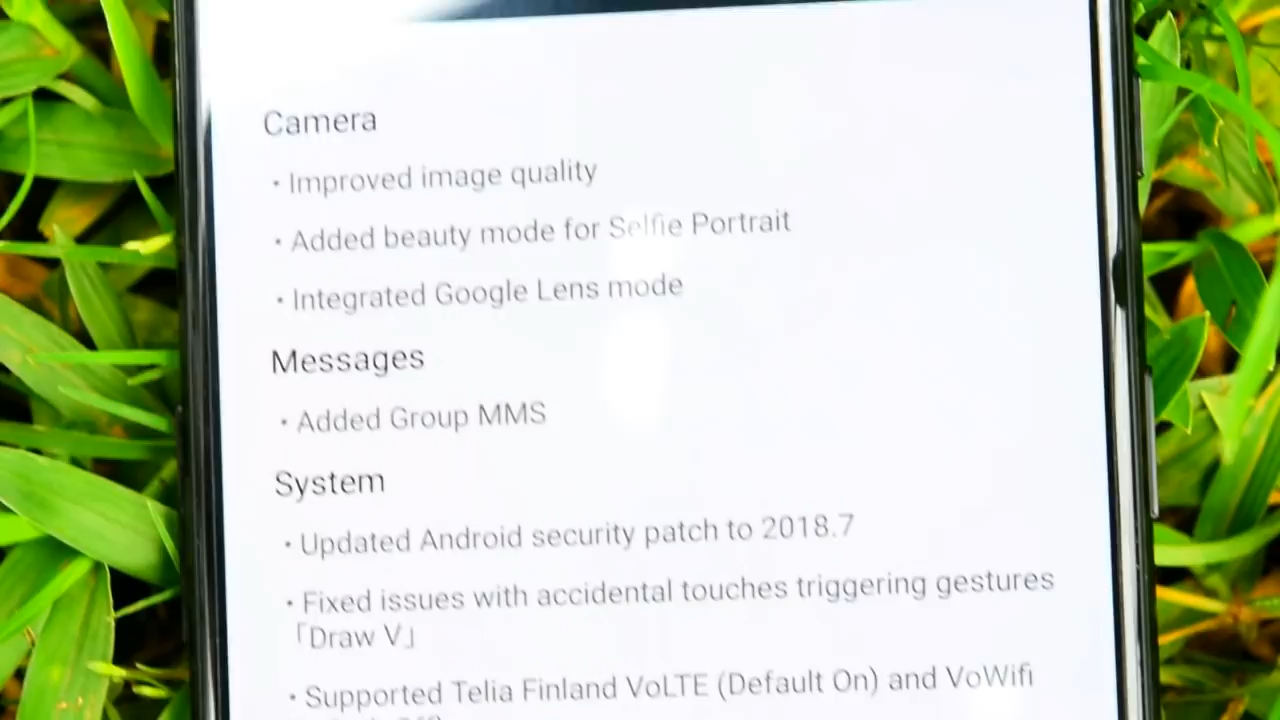 Camera
· Improved image quality
· Added beauty mode for Selfie Portrait
· Integrated Google Lens mode
Messages
· Added Group MMS
System
· Updated Android security patch to 2018.7
· Fixed issues with accidental touches triggering gestures
「Draw V」
· Supported Telia Finland VoLTE (Default On) and VoWifi